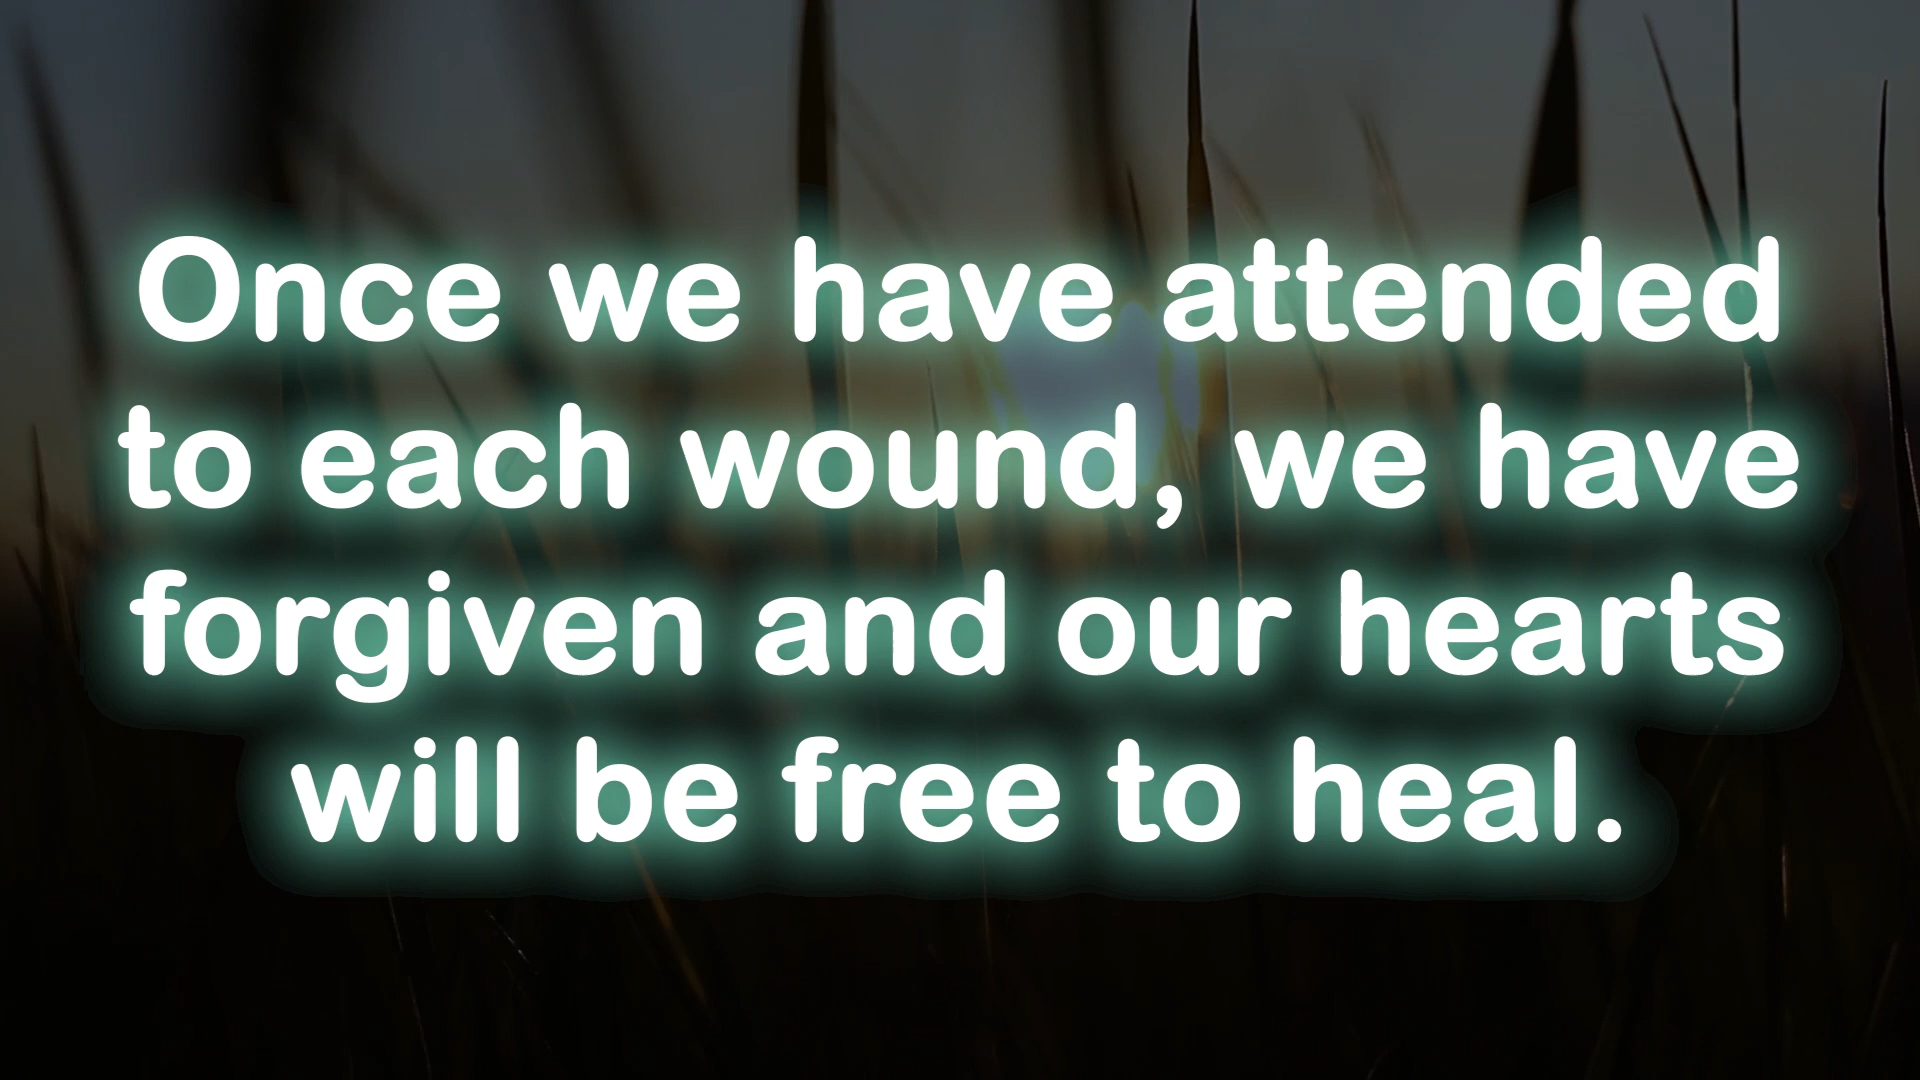 Once we have attended
to each wound, we have
forgiven and our hearts
will be free to heal.